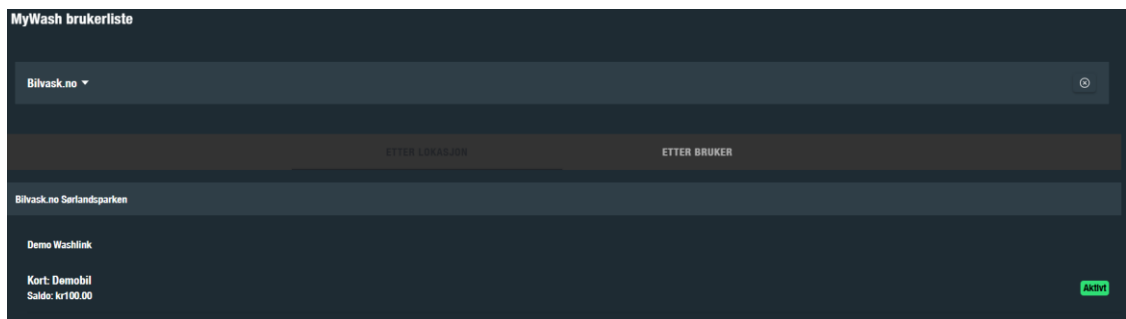 MyWash brukerliste
Bilvask.no
ETTER LOKASJON ETTER BRUKER
Bilvask.no Sørlandsparken
Demo Washlink
Kort: Demobil
Saldo: kr100.00
Aktivt